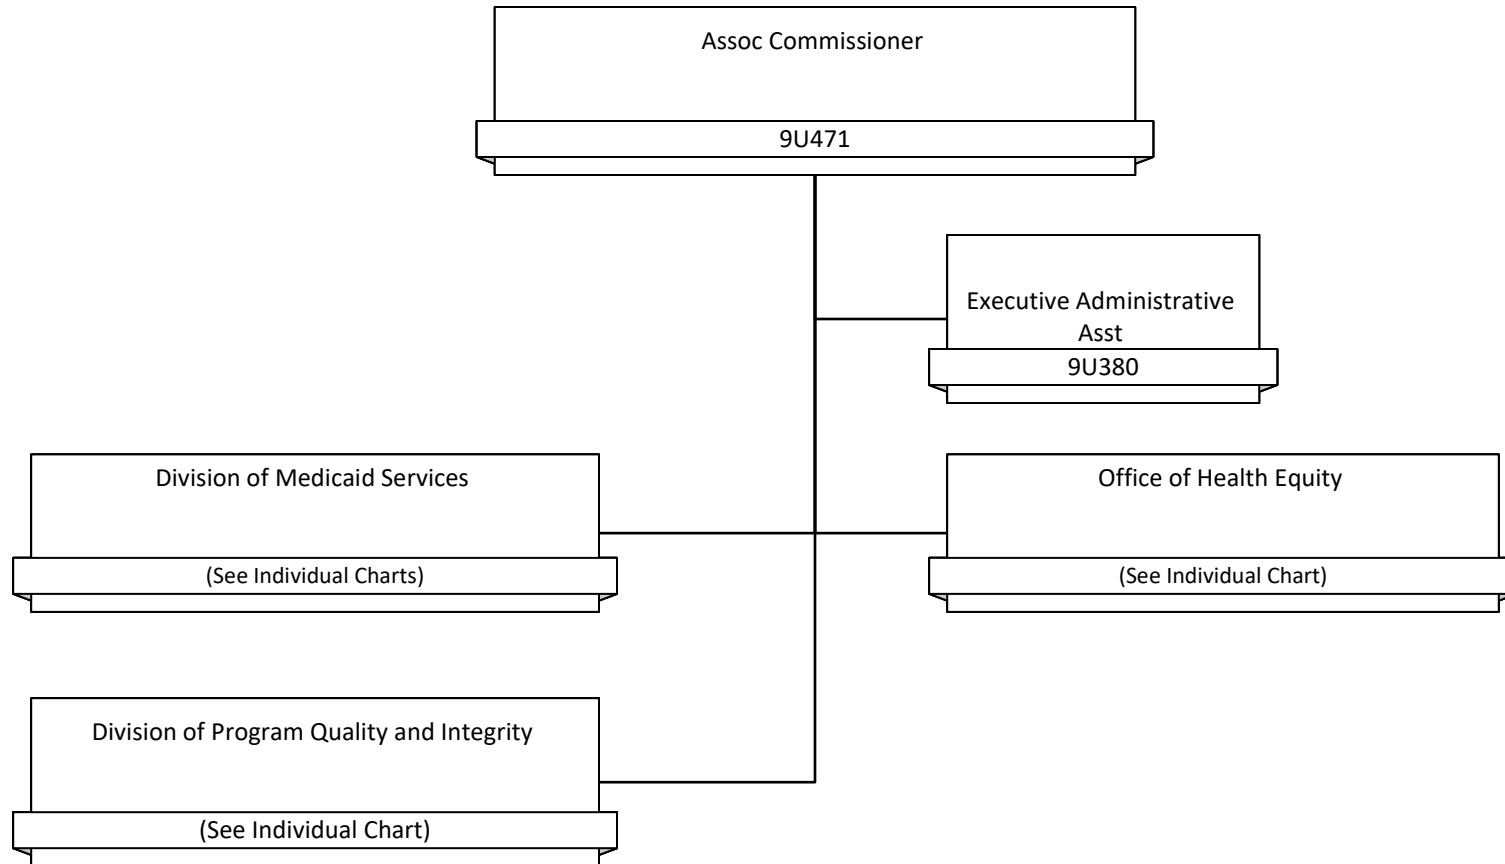 Assoc Commissioner
9U471
Executive Administrative
Asst
9U380
Division of Medicaid Services
(See Individual Charts)
Office of Health Equity
(See Individual Chart)
Division of Program Quality and Integrity
(See Individual Chart)